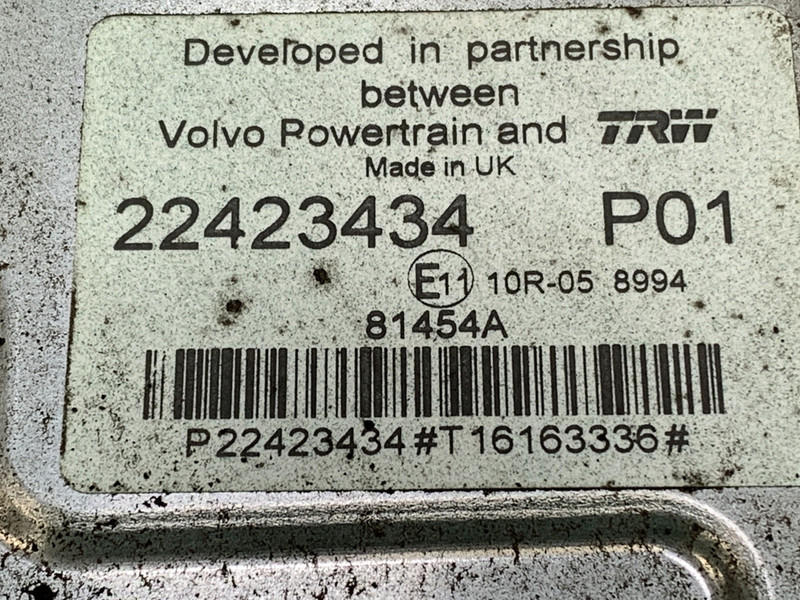 Developed in partnership
between
Volvo Powertrain and TRW
Made in UK
22423434 P01
E11 10R-05 8994
81454A
P22423434#T16163336#